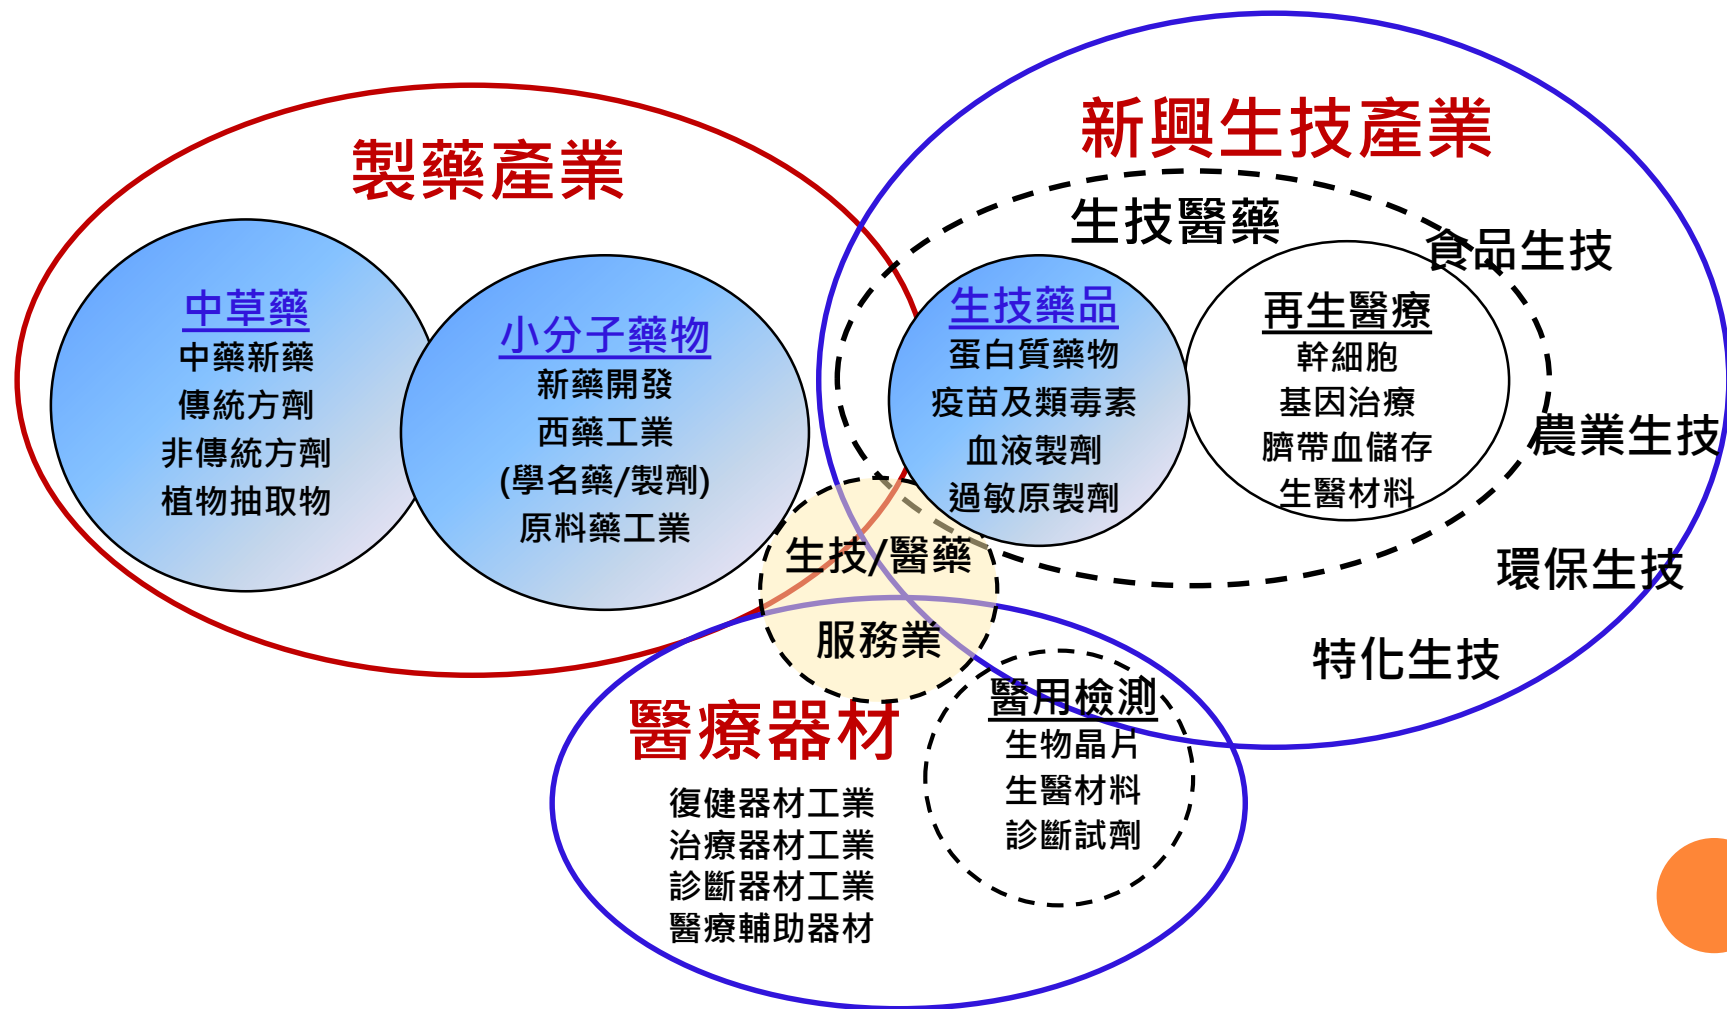 製藥產業
中草藥
中藥新藥
傳統方劑
非傳統方劑
植物抽取物
小分子藥物
新藥開發
西藥工業
(學名藥/製劑)
原料藥工業
新興生技產業
生技醫藥
生技藥品
蛋白質藥物
疫苗及類毒素
血液製劑
過敏原製劑
再生醫療
幹細胞
基因治療
臍帶血儲存
生醫材料
食品生技
農業生技
環保生技
特化生技
生技/醫藥
服務業
醫療器材
復健器材工業
治療器材工業
診斷器材工業
醫療輔助器材
醫用檢測
生物晶片
生醫材料
診斷試劑